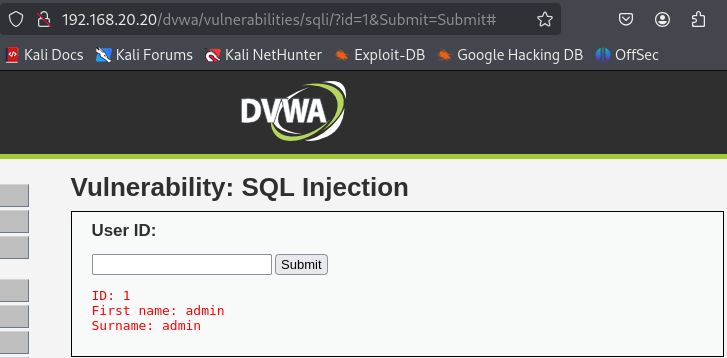 192.168.20.20/dvwa/vulnerabilities/sqli/?id=1&Submit=Submit#
Kali Docs Kali Forums Kali NetHunter Exploit-DB Google Hacking DB OffSec
DVWA
Vulnerability: SQL Injection
User ID:
Submit
ID: 1
First name: admin
Surname: admin